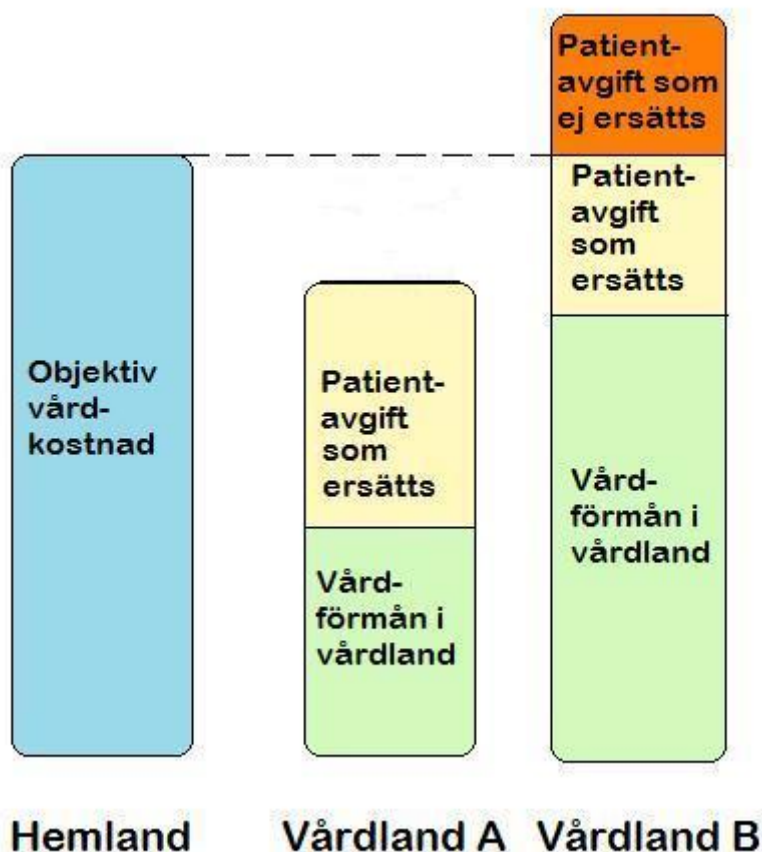 Objektiv
vård-
kostnad
Patient-
avgift
som
ersätts
Vård-
förmån i
vårdland
Patient-
avgift som
ej ersätts
Patient-
avgift
som
ersätts
Vård-
förmån i
vårdland
Hemland
Vårdland A
Vårdland B